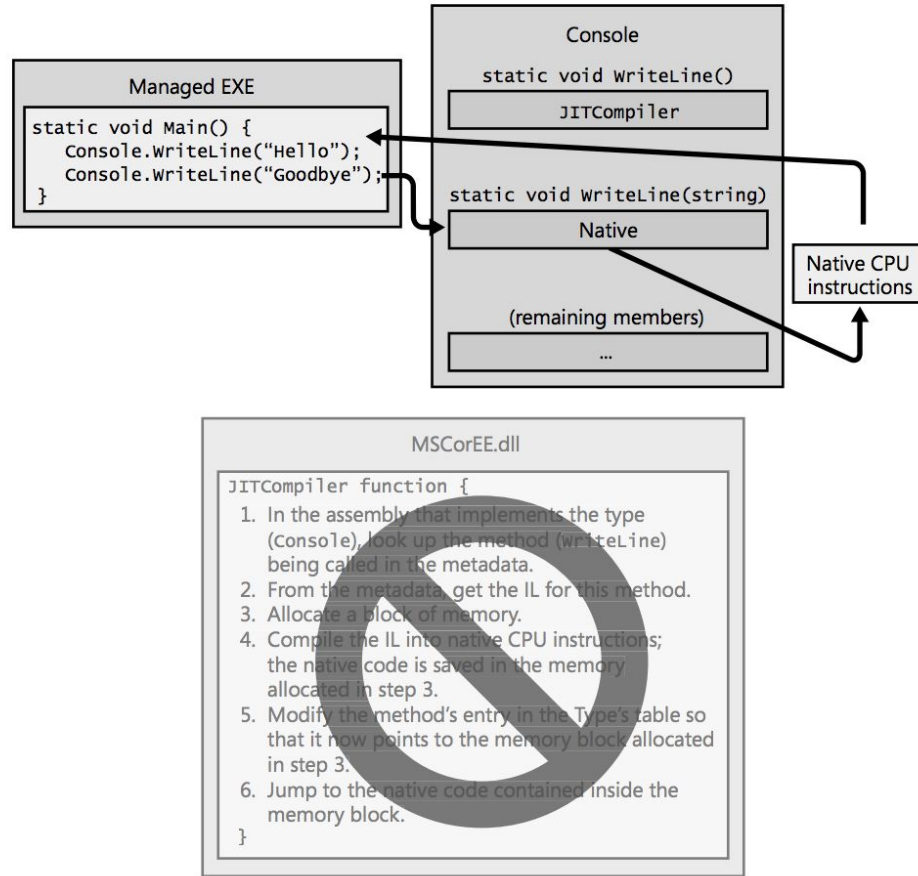 Console
static void WriteLine()
JITCompiler
Managed EXE
static void Main() {
Console.WriteLine(“Hello”);
Console.WriteLine(“Goodbye”);
}
static void WriteLine(string)
Native
Native CPU
instructions
(remaining members)
...
MSCorEE.dll
JITCompiler function {
1. In the assembly that implements the type
(Console), look up the method (WriteLine)
being called in the metadata.
2. From the metadata, get the IL for this method.
3. Allocate a block of memory.
4. Compile the IL into native CPU instructions;
the native code is saved in the memory
allocated in step 3.
5. Modify the method’s entry in the Type’s table so
that it now points to the memory block allocated
in step 3.
6. Jump to the native code contained inside the
memory block.
}